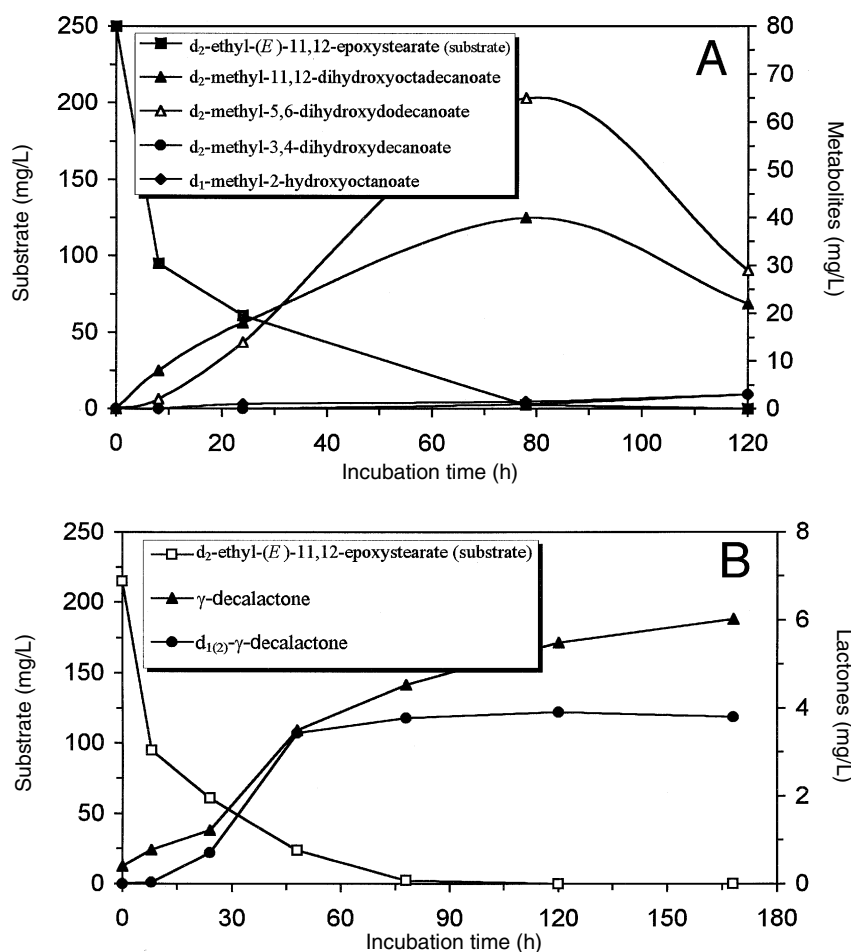 A
d₂-ethyl-(E)-11,12-epoxystearate (substrate)
d₂-methyl-11,12-dihydroxyoctadecanoate
d₂-methyl-5,6-dihydroxydodecanoate
d₂-methyl-3,4-dihydroxydecanoate
d₁-methyl-2-hydroxyoctanoate
Substrate (mg/L)
250
200
150
100
50
0
Metabolites (mg/L)
80
70
60
50
40
30
20
10
0
0 20 40 60 80 100 120
Incubation time (h)
B
d₂-ethyl-(E)-11,12-epoxystearate (substrate)
γ-decalactone
d₁₍₂₎-γ-decalactone
Substrate (mg/L)
250
200
150
100
50
0
Lactones (mg/L)
8
6
4
2
0
0 30 60 90 120 150 180
Incubation time (h)